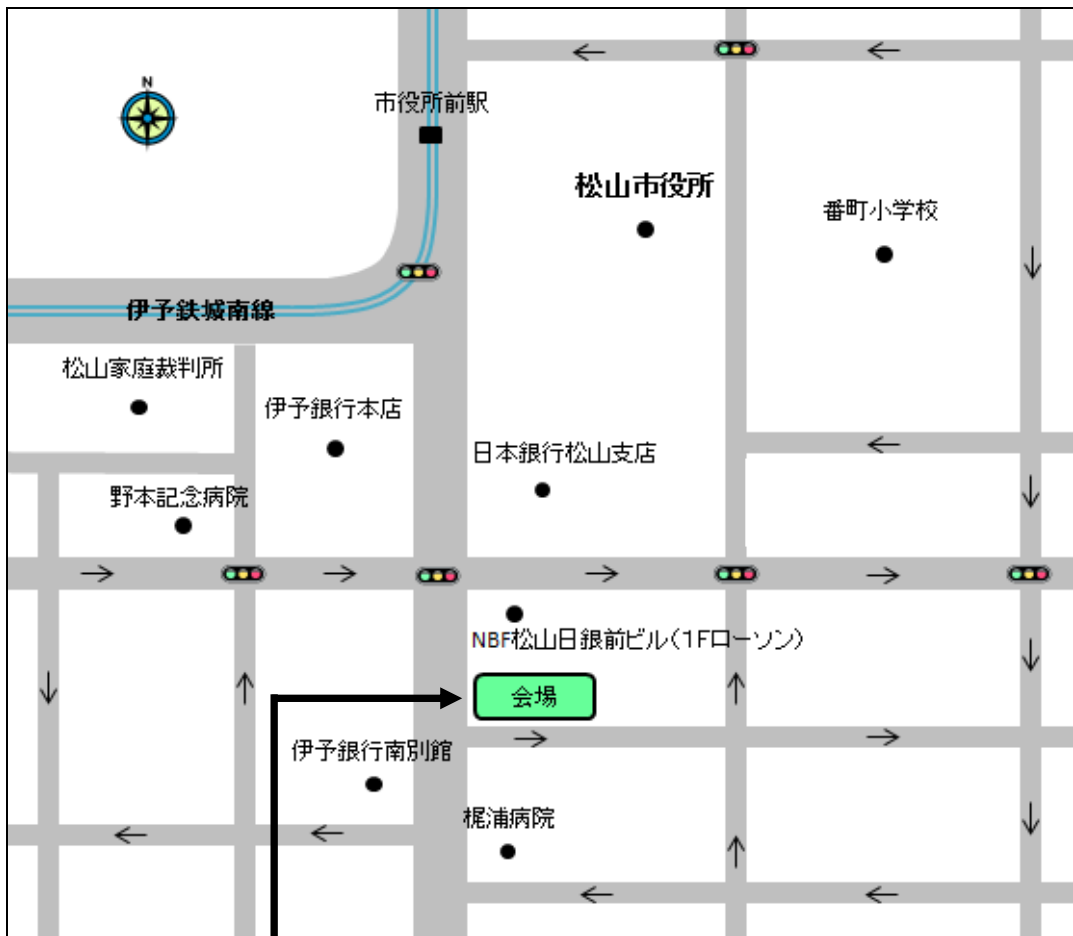 N
市役所前駅
松山市役所
番町小学校
伊予鉄城南線
松山家庭裁判所
伊予銀行本店
日本銀行松山支店
野本記念病院
NBF松山日銀前ビル(1Fローソン)
会場
伊予銀行南別館
梶浦病院